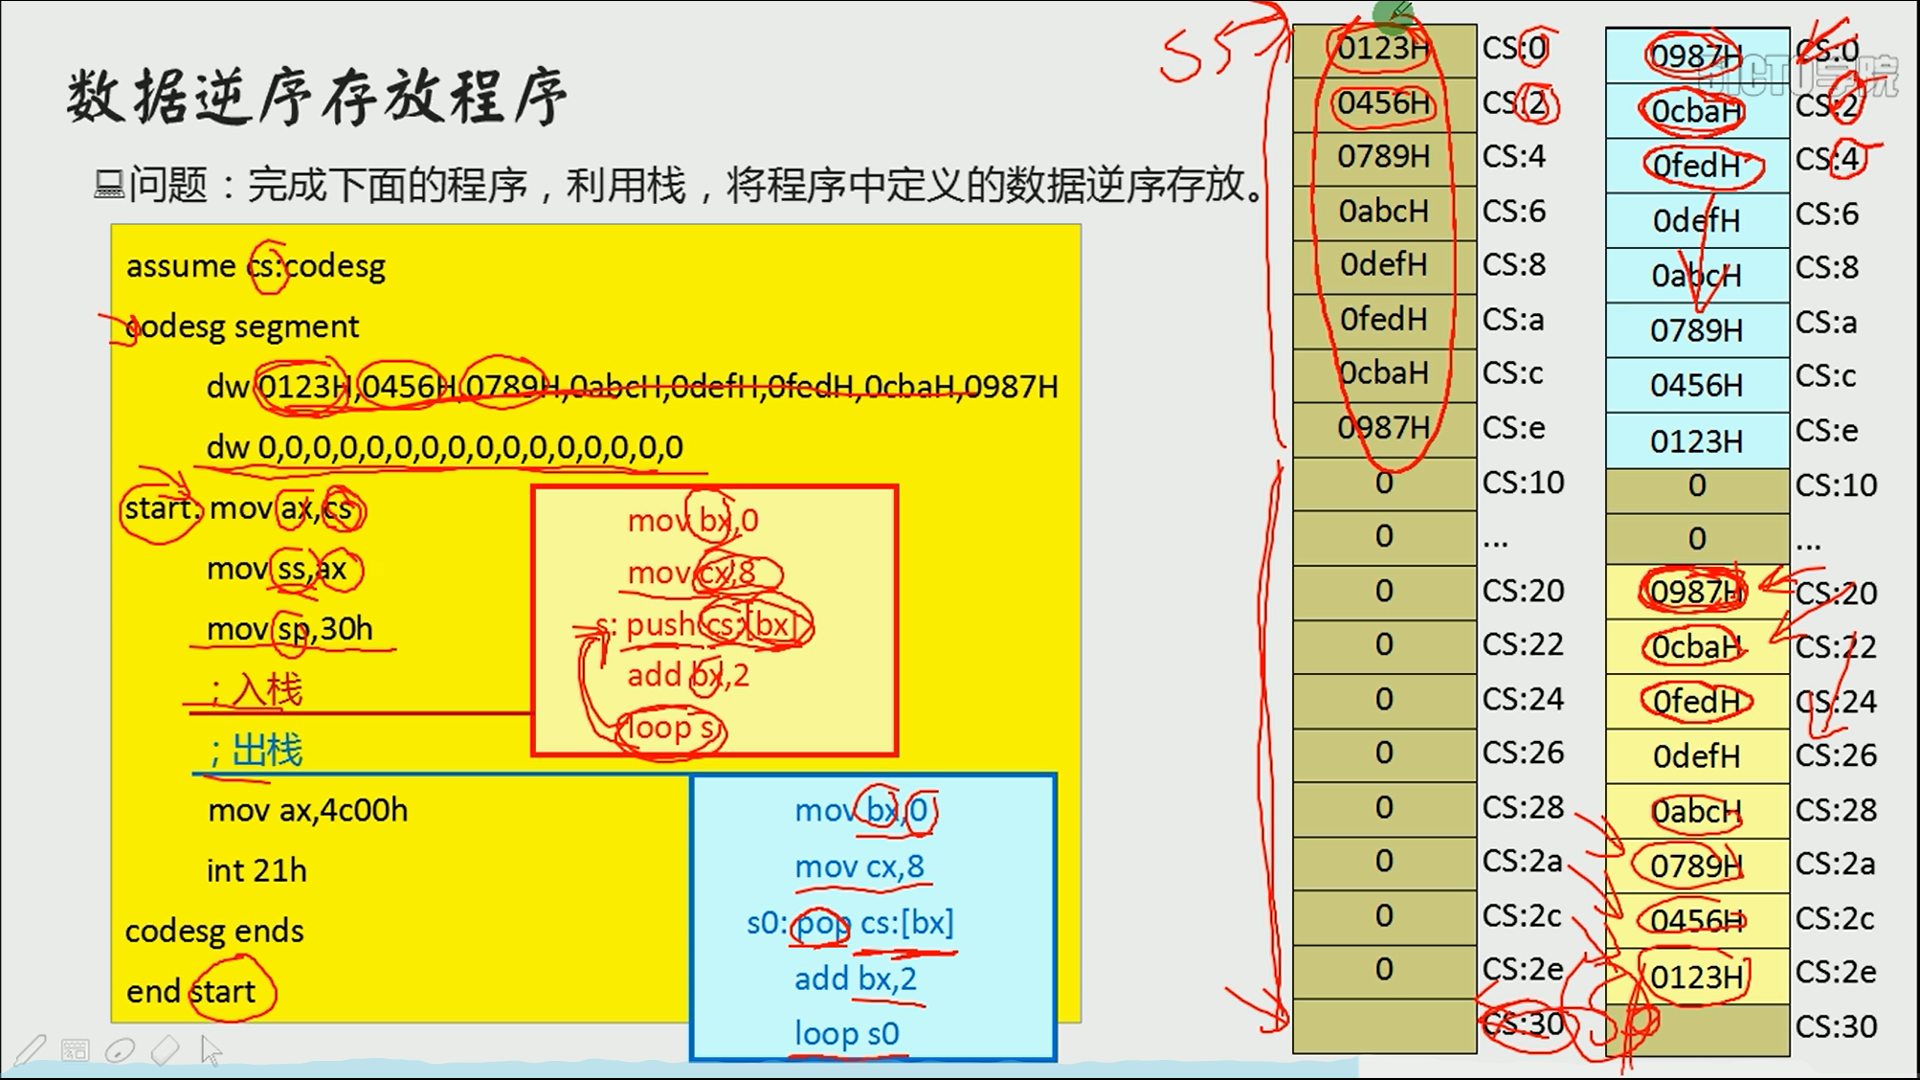 数据逆序存放程序
问题：完成下面的程序，利用栈，将程序中定义的数据逆序存放。
assume cs:codesg
codesg segment
dw 0123H,0456H,0789H,0abcH,0defH,0fedH,0cbaH,0987H
dw 0,0,0,0,0,0,0,0,0,0,0,0,0,0,0,0
start: mov ax,cs
mov ss,ax
mov sp,30h
；入栈
；出栈
mov ax,4c00h
int 21h
codesg ends
end start
mov bx,0
mov cx,8
s: push cs:[bx]
add bx,2
loop s
mov bx,0
mov cx,8
s0: pop cs:[bx]
add bx,2
loop s0
SS
0123H CS:0
0456H CS:2
0789H CS:4
0abcH CS:6
0defH CS:8
0fedH CS:a
0cbaH CS:c
0987H CS:e
0 CS:10
0 ...
0 CS:20
0 CS:22
0 CS:24
0 CS:26
0 CS:28
0 CS:2a
0 CS:2c
0 CS:2e
CS:30
0987H CS:0
0cbaH CS:2
0fedH CS:4
0defH CS:6
0abcH CS:8
0789H CS:a
0456H CS:c
0123H CS:e
0 CS:10
0 ...
0987H CS:20
0cbaH CS:22
0fedH CS:24
0defH CS:26
0abcH CS:28
0789H CS:2a
0456H CS:2c
0123H CS:2e
CS:30
51CTO学院